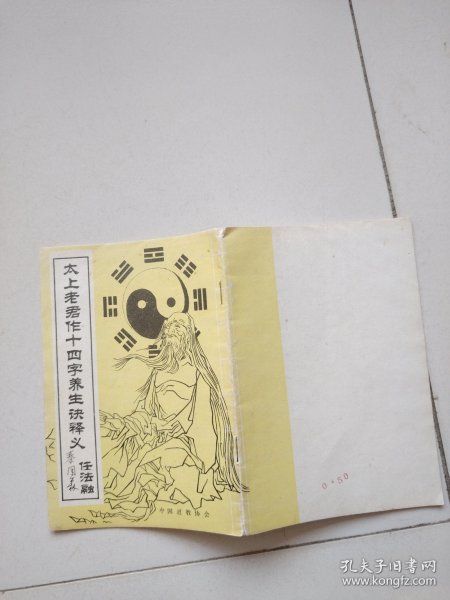 太上老君作十四字养生诀释义
任法融
中国道教协会
0.50
孔夫子旧书网
www.kongfz.com